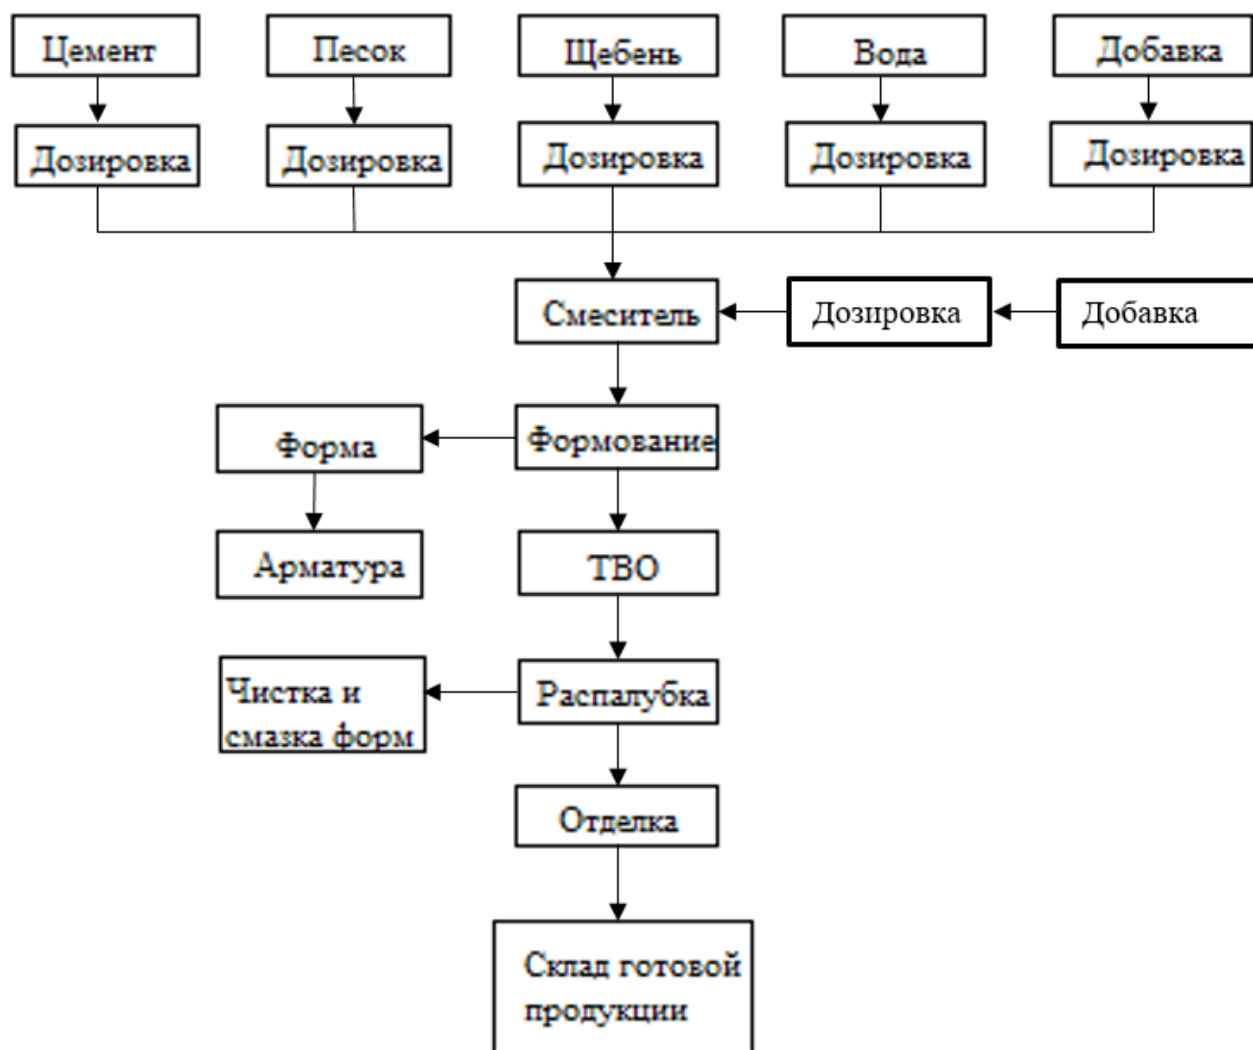 Цемент
Песок
Щебень
Вода
Добавка
Дозировка
Дозировка
Дозировка
Дозировка
Дозировка
Смеситель
Дозировка
Добавка
Форма
Формование
Арматура
ТВО
Чистка и
смазка форм
Распалубка
Отделка
Склад готовой
продукции